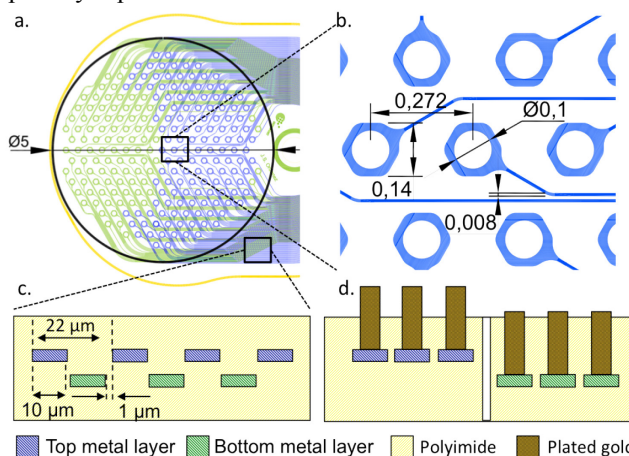 a.
b.
Ø5
0,272
Ø0,1
0,14
0,008
c.
d.
22 µm
10 µm
1 µm
Top metal layer
Bottom metal layer
Polyimide
Plated gold